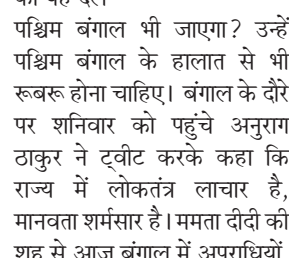 पश्चिम बंगाल भी जाएगा? उन्हें
पश्चिम बंगाल के हालात से भी
रूबरू होना चाहिए। बंगाल के दौरे
पर शनिवार को पहुंचे अनुराग
ठाकुर ने ट्वीट करके कहा कि
राज्य में लोकतंत्र लाचार है,
मानवता शर्मसार है। ममता दीदी की
शह से आज बंगाल में अपराधियों